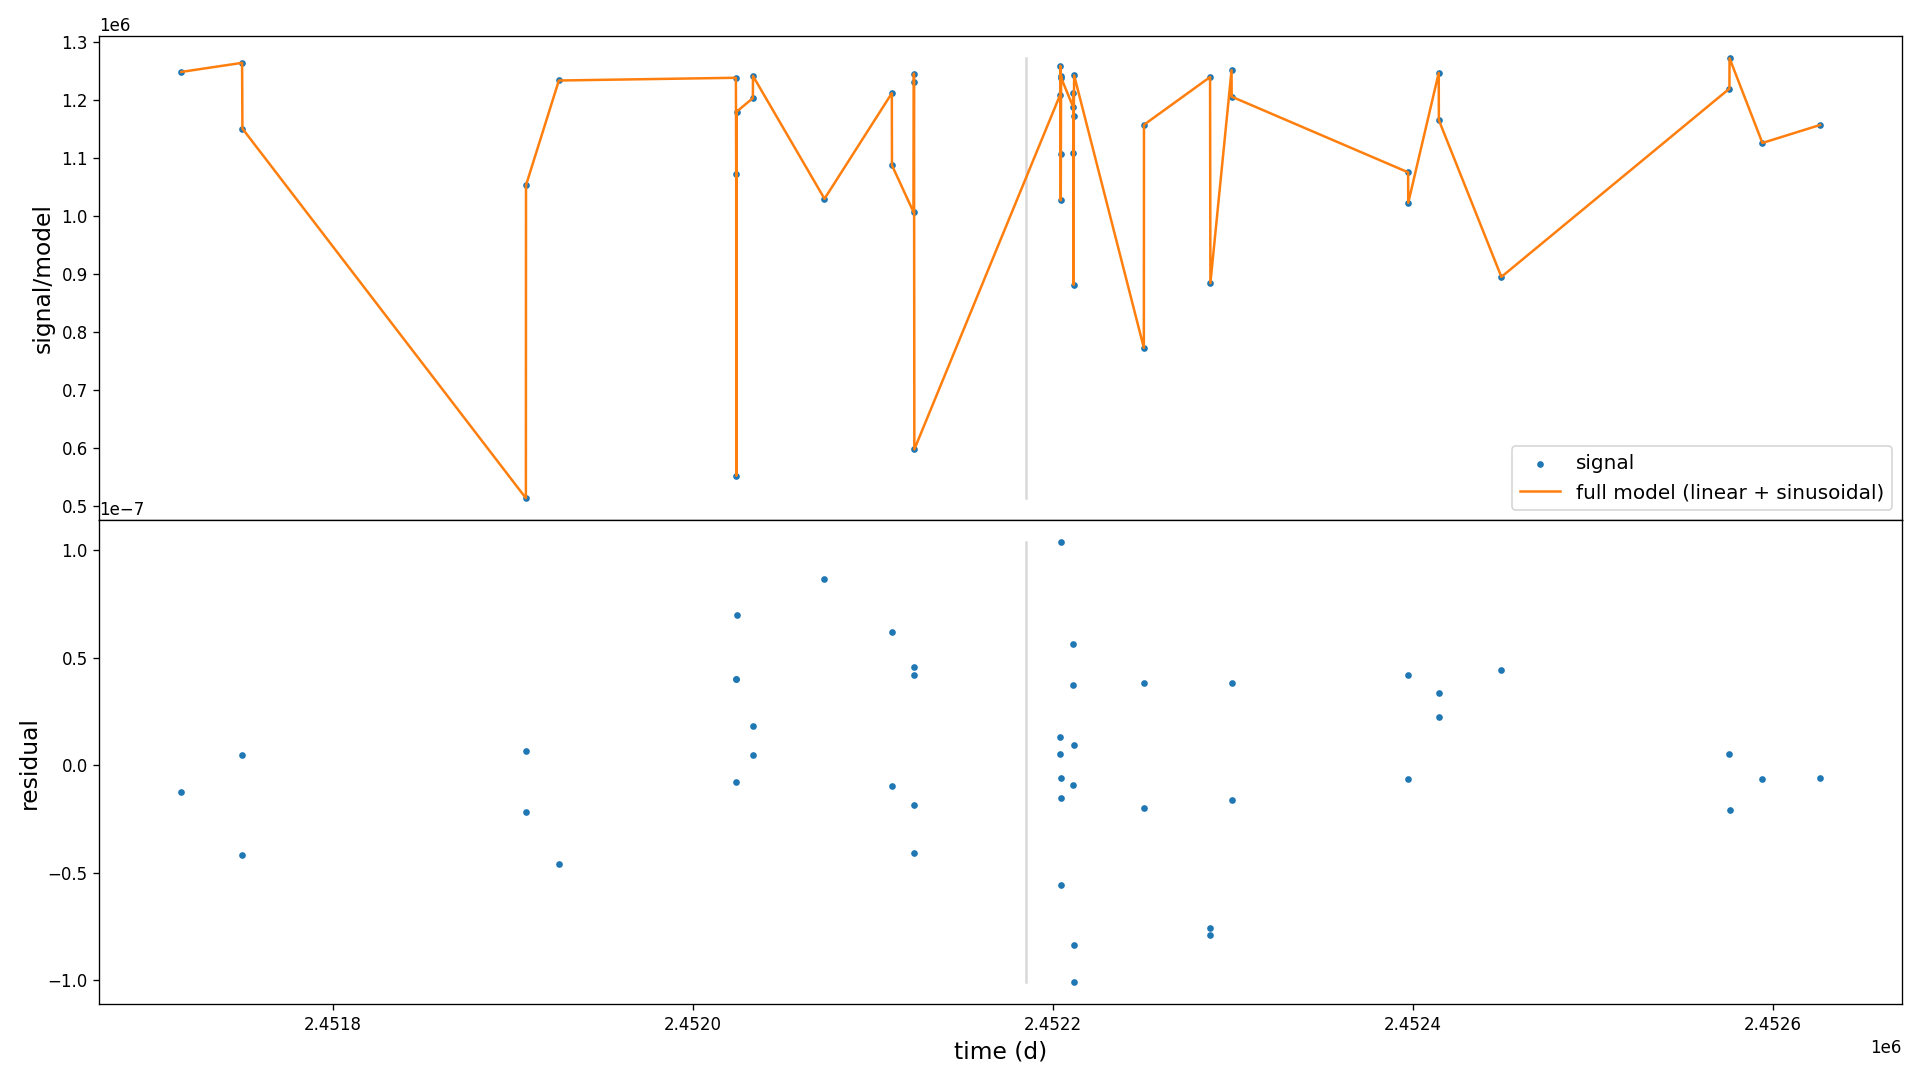 1e6
1.3
1.2
1.1
1.0
0.9
0.8
0.7
0.6
0.5
signal/model
signal
full model (linear + sinusoidal)
1e−7
1.0
0.5
0.0
−0.5
−1.0
residual
2.4518
2.4520
2.4522
2.4524
2.4526
1e6
time (d)